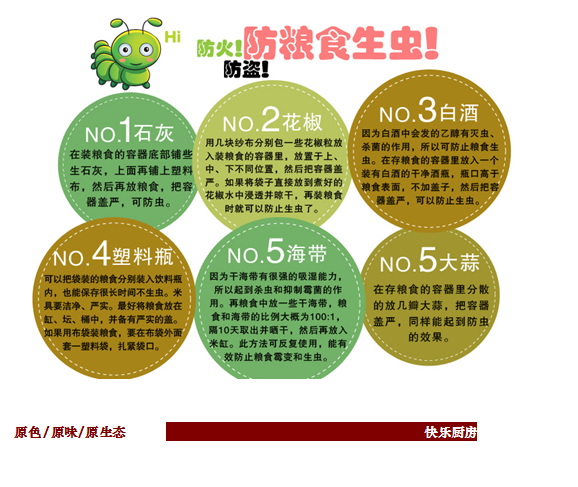 Hi
防火!防粮食生虫!
防盗!
NO.1石灰
在装粮食的容器底部铺些
生石灰，上面再铺上塑料
布，然后再放粮食，把容
器盖严，可防虫。
NO.2花椒
用几块纱布分别包一些花椒粒放
入装粮食的容器里，放置于上、
中、下不同位置，然后把容器盖
严。如果将袋子直接放到煮好的
花椒水中浸透并晾干，再装粮食
时就可以防止生虫了。
NO.3白酒
因为白酒中会发的乙醇有灭虫、
杀菌的作用，所以可防止粮食生
虫。在存粮食的容器里放入一个
装有白酒的干净酒瓶，瓶口高于
粮食表面，不加盖子，然后把容
器盖严，可以防止生虫。
NO.4塑料瓶
可以把袋装的粮食分别装入饮料瓶
内，也能保存很长时间不生虫。米
具要洁净、严实。最好将粮食放在
缸、坛、桶中，并备有严实的盖。
如果用布袋装粮食，要在布袋外面
套一塑料袋，扎紧袋口。
NO.5海带
因为干海带有很强的吸湿能力，
所以起到杀虫和抑制霉菌的作
用。再粮食中放一些干海带，粮
食和海带的比例大概为100:1，
隔10天取出并晒干，然后再放入
米缸。此方法可反复使用，能有
效防止粮食霉变和生虫。
NO.5大蒜
在存粮食的容器里分散
的放几瓣大蒜，把容器
盖严，同样能起到防虫
的效果。
原色/原味/原生态
快乐厨房